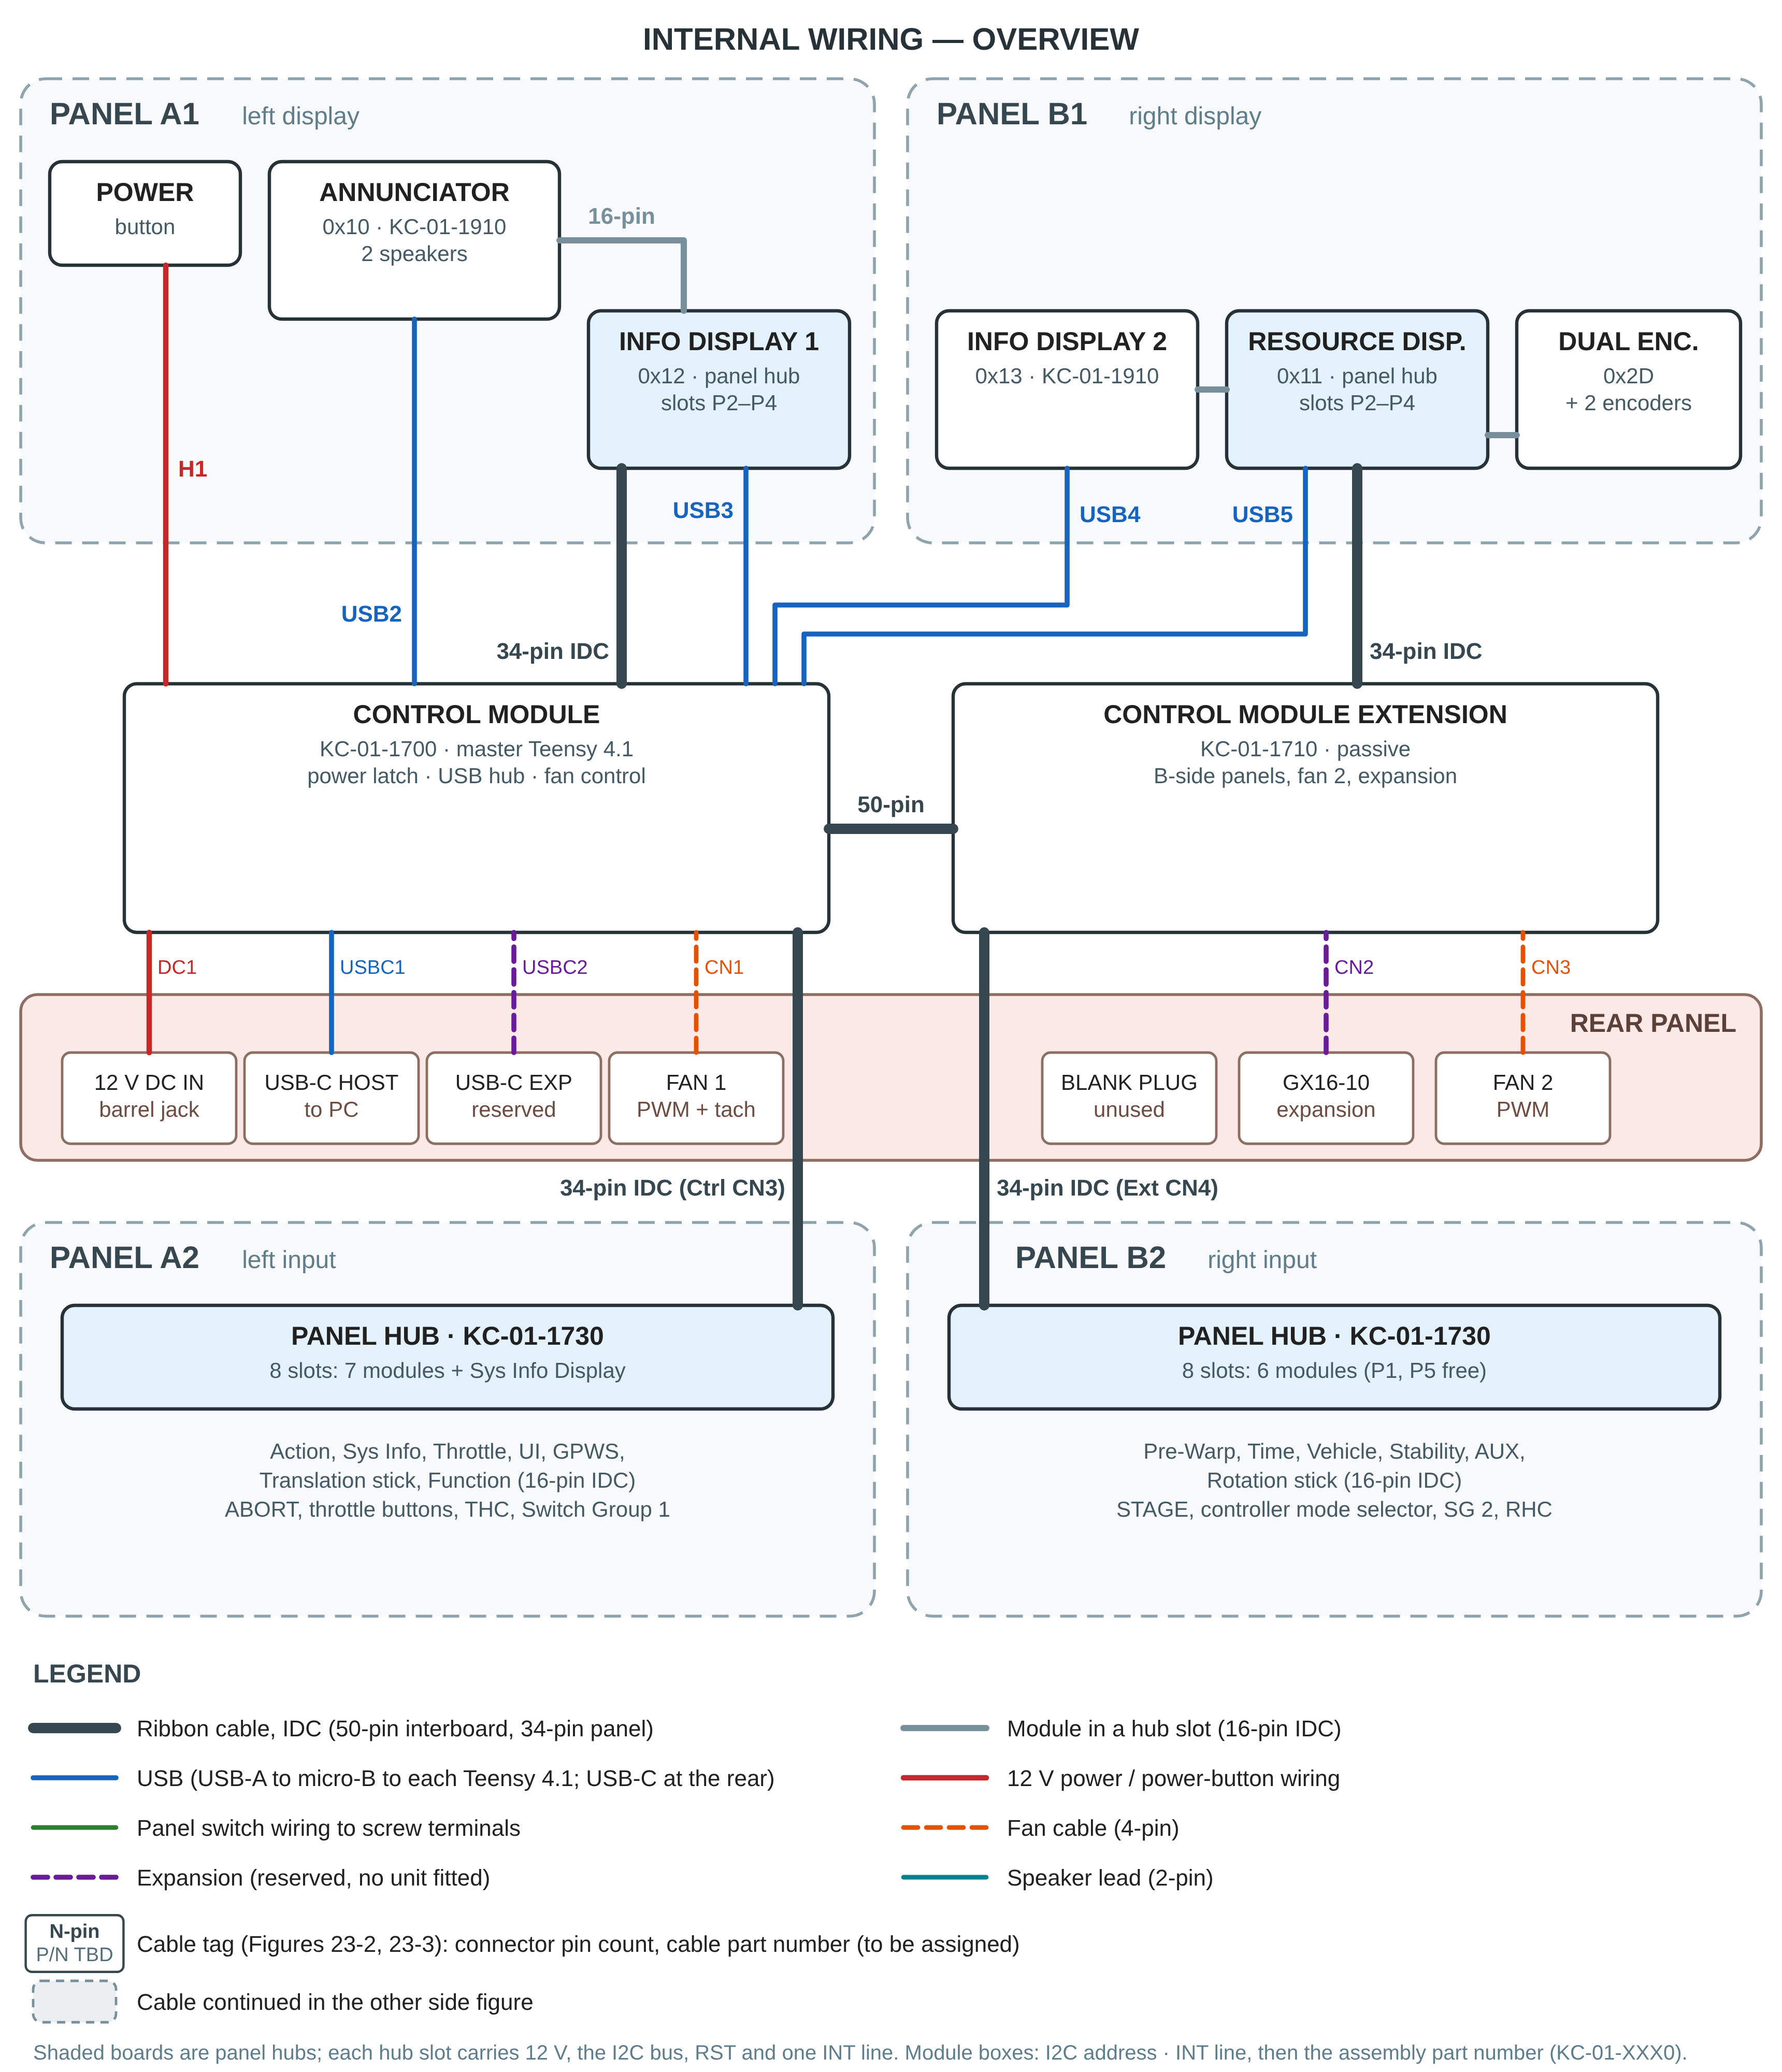 INTERNAL WIRING — OVERVIEW
PANEL A1 left display
POWER
button
ANNUNCIATOR
0x10 · KC-01-1910
2 speakers
16-pin
INFO DISPLAY 1
0x12 · panel hub
slots P2–P4
H1
USB2
USB3
34-pin IDC
PANEL B1 right display
INFO DISPLAY 2
0x13 · KC-01-1910
RESOURCE DISP.
0x11 · panel hub
slots P2–P4
DUAL ENC.
0x2D
+ 2 encoders
USB4
USB5
34-pin IDC
CONTROL MODULE
KC-01-1700 · master Teensy 4.1
power latch · USB hub · fan control
50-pin
CONTROL MODULE EXTENSION
KC-01-1710 · passive
B-side panels, fan 2, expansion
DC1
USBC1
USBC2
CN1
CN2
CN3
REAR PANEL
12 V DC IN
barrel jack
USB-C HOST
to PC
USB-C EXP
reserved
FAN 1
PWM + tach
BLANK PLUG
unused
GX16-10
expansion
FAN 2
PWM
34-pin IDC (Ctrl CN3)
34-pin IDC (Ext CN4)
PANEL A2 left input
PANEL HUB · KC-01-1730
8 slots: 7 modules + Sys Info Display
Action, Sys Info, Throttle, UI, GPWS,
Translation stick, Function (16-pin IDC)
ABORT, throttle buttons, THC, Switch Group 1
PANEL B2 right input
PANEL HUB · KC-01-1730
8 slots: 6 modules (P1, P5 free)
Pre-Warp, Time, Vehicle, Stability, AUX,
Rotation stick (16-pin IDC)
STAGE, controller mode selector, SG 2, RHC
LEGEND
Ribbon cable, IDC (50-pin interboard, 34-pin panel)
Module in a hub slot (16-pin IDC)
USB (USB-A to micro-B to each Teensy 4.1; USB-C at the rear)
12 V power / power-button wiring
Panel switch wiring to screw terminals
Fan cable (4-pin)
Expansion (reserved, no unit fitted)
Speaker lead (2-pin)
N-pin
P/N TBD
Cable tag (Figures 23-2, 23-3): connector pin count, cable part number (to be assigned)
Cable continued in the other side figure
Shaded boards are panel hubs; each hub slot carries 12 V, the I2C bus, RST and one INT line. Module boxes: I2C address · INT line, then the assembly part number (KC-01-XXX0).